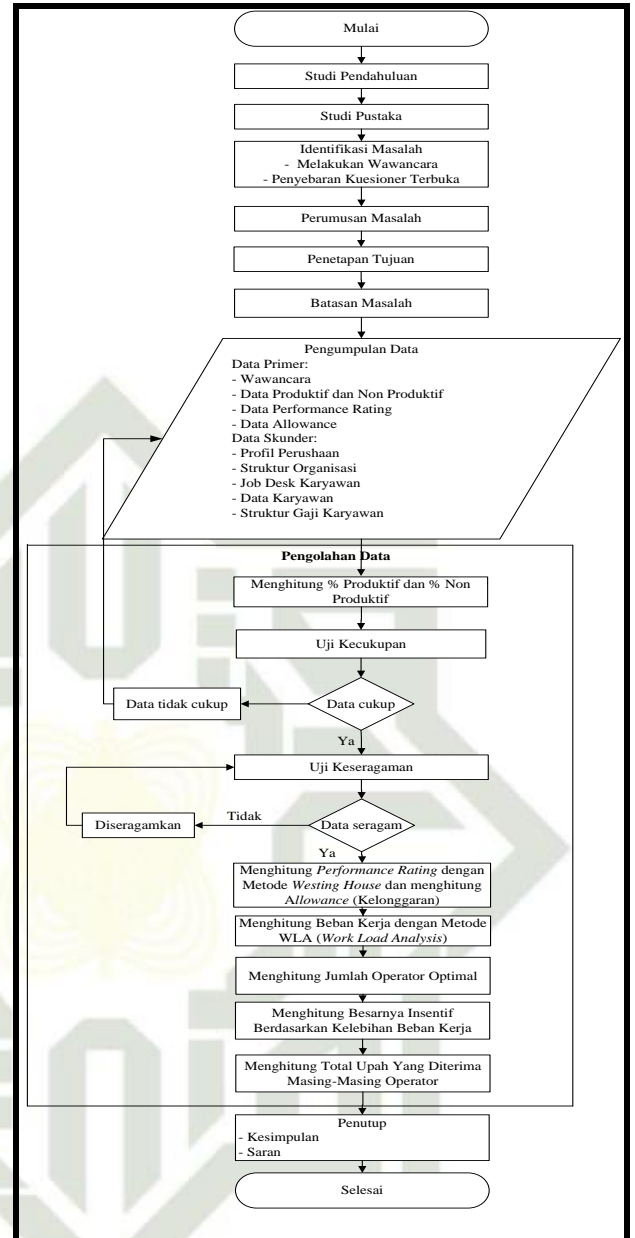 Mulai
Studi Pendahuluan
Studi Pustaka
Identifikasi Masalah
- Melakukan Wawancara
- Penyebaran Kuesioner Terbuka
Perumusan Masalah
Penetapan Tujuan
Batasan Masalah
Pengumpulan Data
Data Primer:
- Wawancara
- Data Produktif dan Non Produktif
- Data Performance Rating
- Data Allowance
Data Skunder:
- Profil Perushaan
- Struktur Organisasi
- Job Desk Karyawan
- Data Karyawan
- Struktur Gaji Karyawan
Pengolahan Data
Menghitung % Produktif dan % Non
Produktif
Uji Kecukupan
Data tidak cukup
Data cukup
Ya
Uji Keseragaman
Diseragamkan
Tidak
Data seragam
Ya
Menghitung Performance Rating dengan
Metode Westing House dan menghitung
Allowance (Kelonggaran)
Menghitung Beban Kerja dengan Metode
WLA (Work Load Analysis)
Menghitung Jumlah Operator Optimal
Menghitung Besarnya Insentif
Berdasarkan Kelebihan Beban Kerja
Menghitung Total Upah Yang Diterima
Masing-Masing Operator
Penutup
- Kesimpulan
- Saran
Selesai